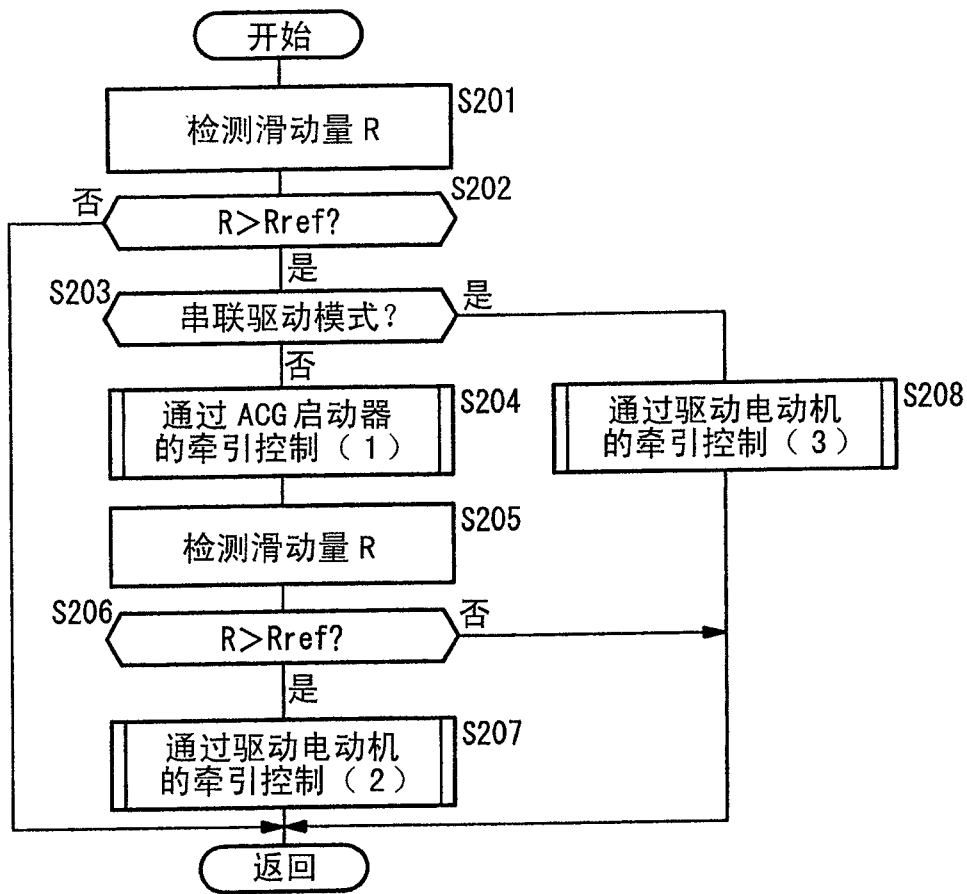 开始
检测滑动量 R
S201
否
R>Rref?
S202
是
S203
串联驱动模式?
是
否
通过 ACG 启动器
的牵引控制(1)
S204
通过驱动电动机
的牵引控制(3)
S208
检测滑动量 R
S205
S206
R>Rref?
否
是
通过驱动电动机
的牵引控制(2)
S207
返回